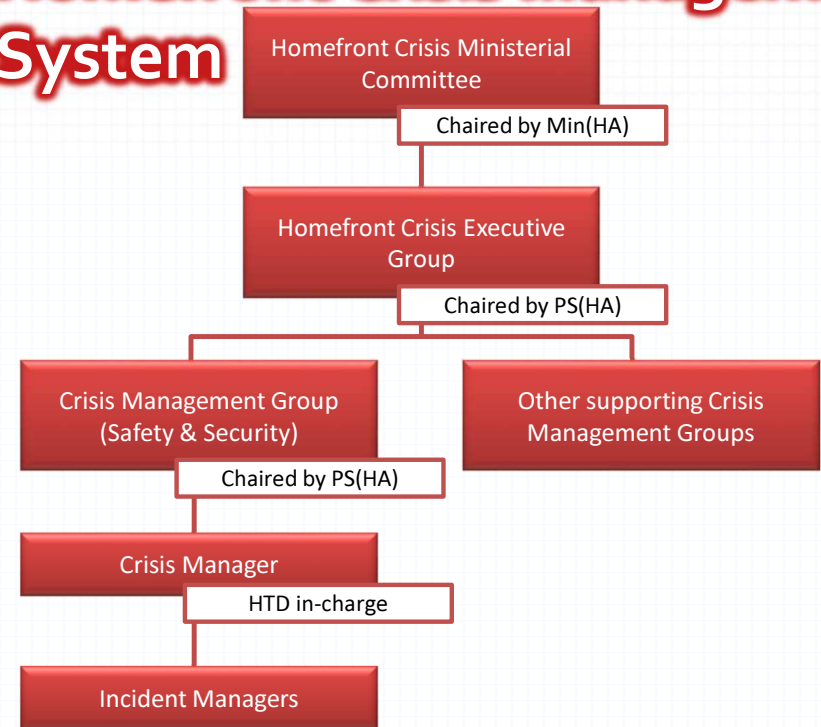 System
Homefront Crisis Ministerial
Committee
Chaired by Min(HA)
Homefront Crisis Executive
Group
Chaired by PS(HA)
Crisis Management Group
(Safety & Security)
Chaired by PS(HA)
Other supporting Crisis
Management Groups
Crisis Manager
HTD in-charge
Incident Managers